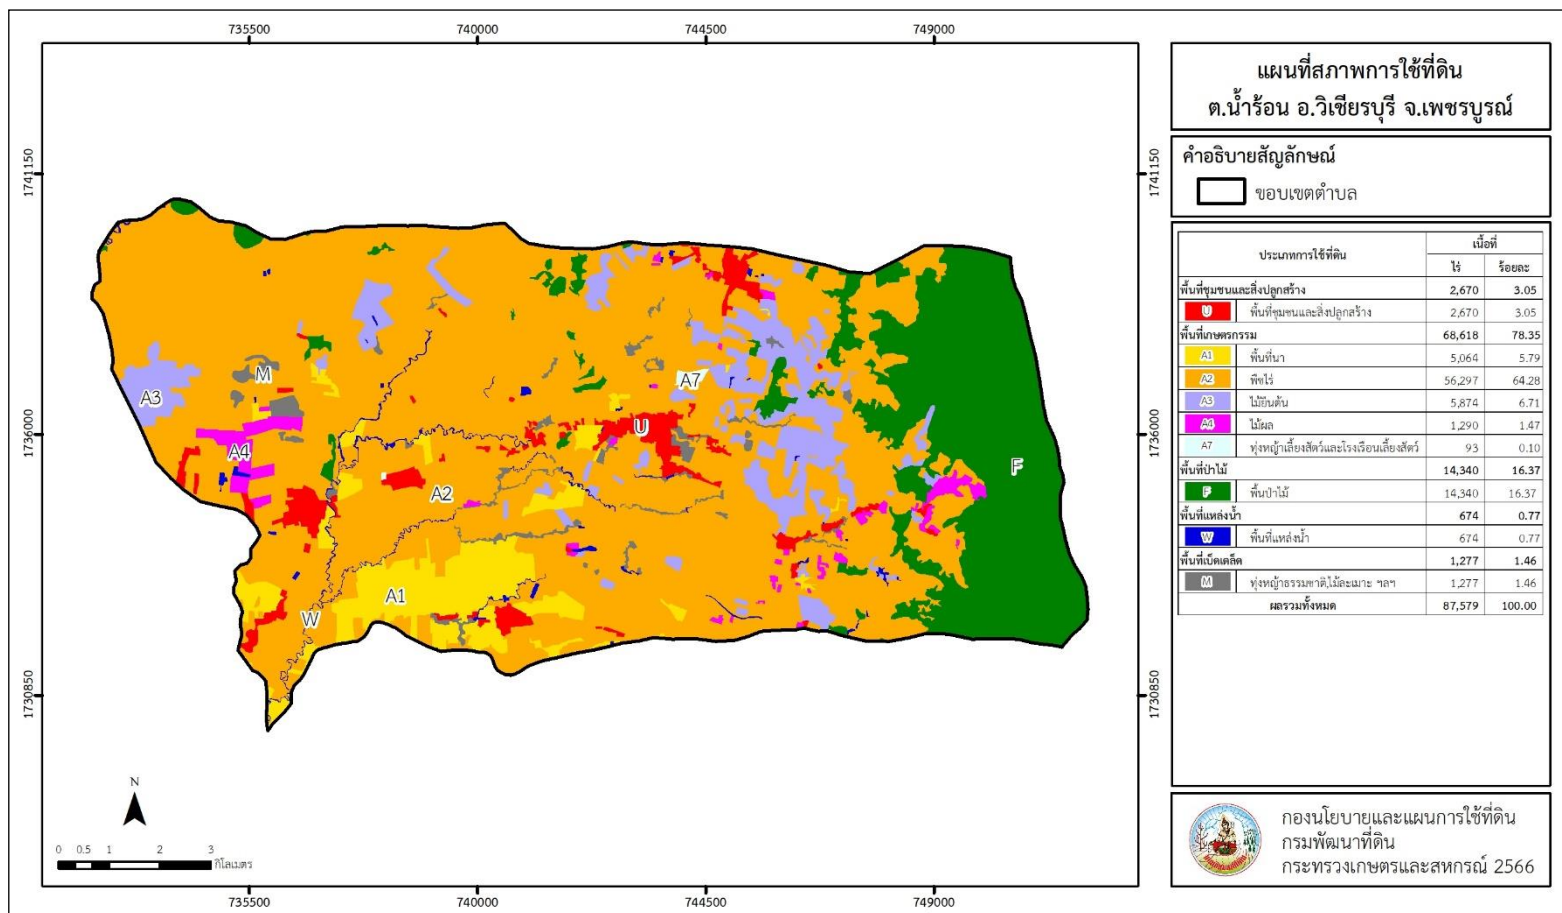 735500 740000 744500 749000
แผนที่สภาพการใช้ที่ดิน
ต.น้ำร้อน อ.วิเชียรบุรี จ.เพชรบูรณ์
คำอธิบายสัญลักษณ์
ขอบเขตตำบล
1741150 1741150
ประเภทการใช้ที่ดิน เนื้อที่
ไร่ ร้อยละ
พื้นที่ชุมชนและสิ่งปลูกสร้าง 2,670 3.05
U พื้นที่ชุมชนและสิ่งปลูกสร้าง 2,670 3.05
พื้นที่เกษตรกรรม 68,618 78.35
A1 พื้นที่นา 5,064 5.79
A2 พืชไร่ 56,297 64.28
A3 ไม้ยืนต้น 5,874 6.71
A4 ไม้ผล 1,290 1.47
A7 ทุ่งหญ้าเลี้ยงสัตว์และโรงเรือนเลี้ยงสัตว์ 93 0.10
พื้นที่ป่าไม้ 14,340 16.37
F พื้นที่ป่าไม้ 14,340 16.37
พื้นที่แหล่งน้ำ 674 0.77
W พื้นที่แหล่งน้ำ 674 0.77
พื้นที่เบ็ดเตล็ด 1,277 1.46
M ทุ่งหญ้าธรรมชาติ,ไม้ละเมาะ ฯลฯ 1,277 1.46
ผลรวมทั้งหมด 87,579 100.00
M
A7
A3
U
1736000 1736000
A4
F
A2
A1
W
1730850 1730850
N
0 0.5 1 2 3
กิโลเมตร
735500 740000 744500 749000
กองนโยบายและแผนการใช้ที่ดิน
กรมพัฒนาที่ดิน
กระทรวงเกษตรและสหกรณ์ 2566